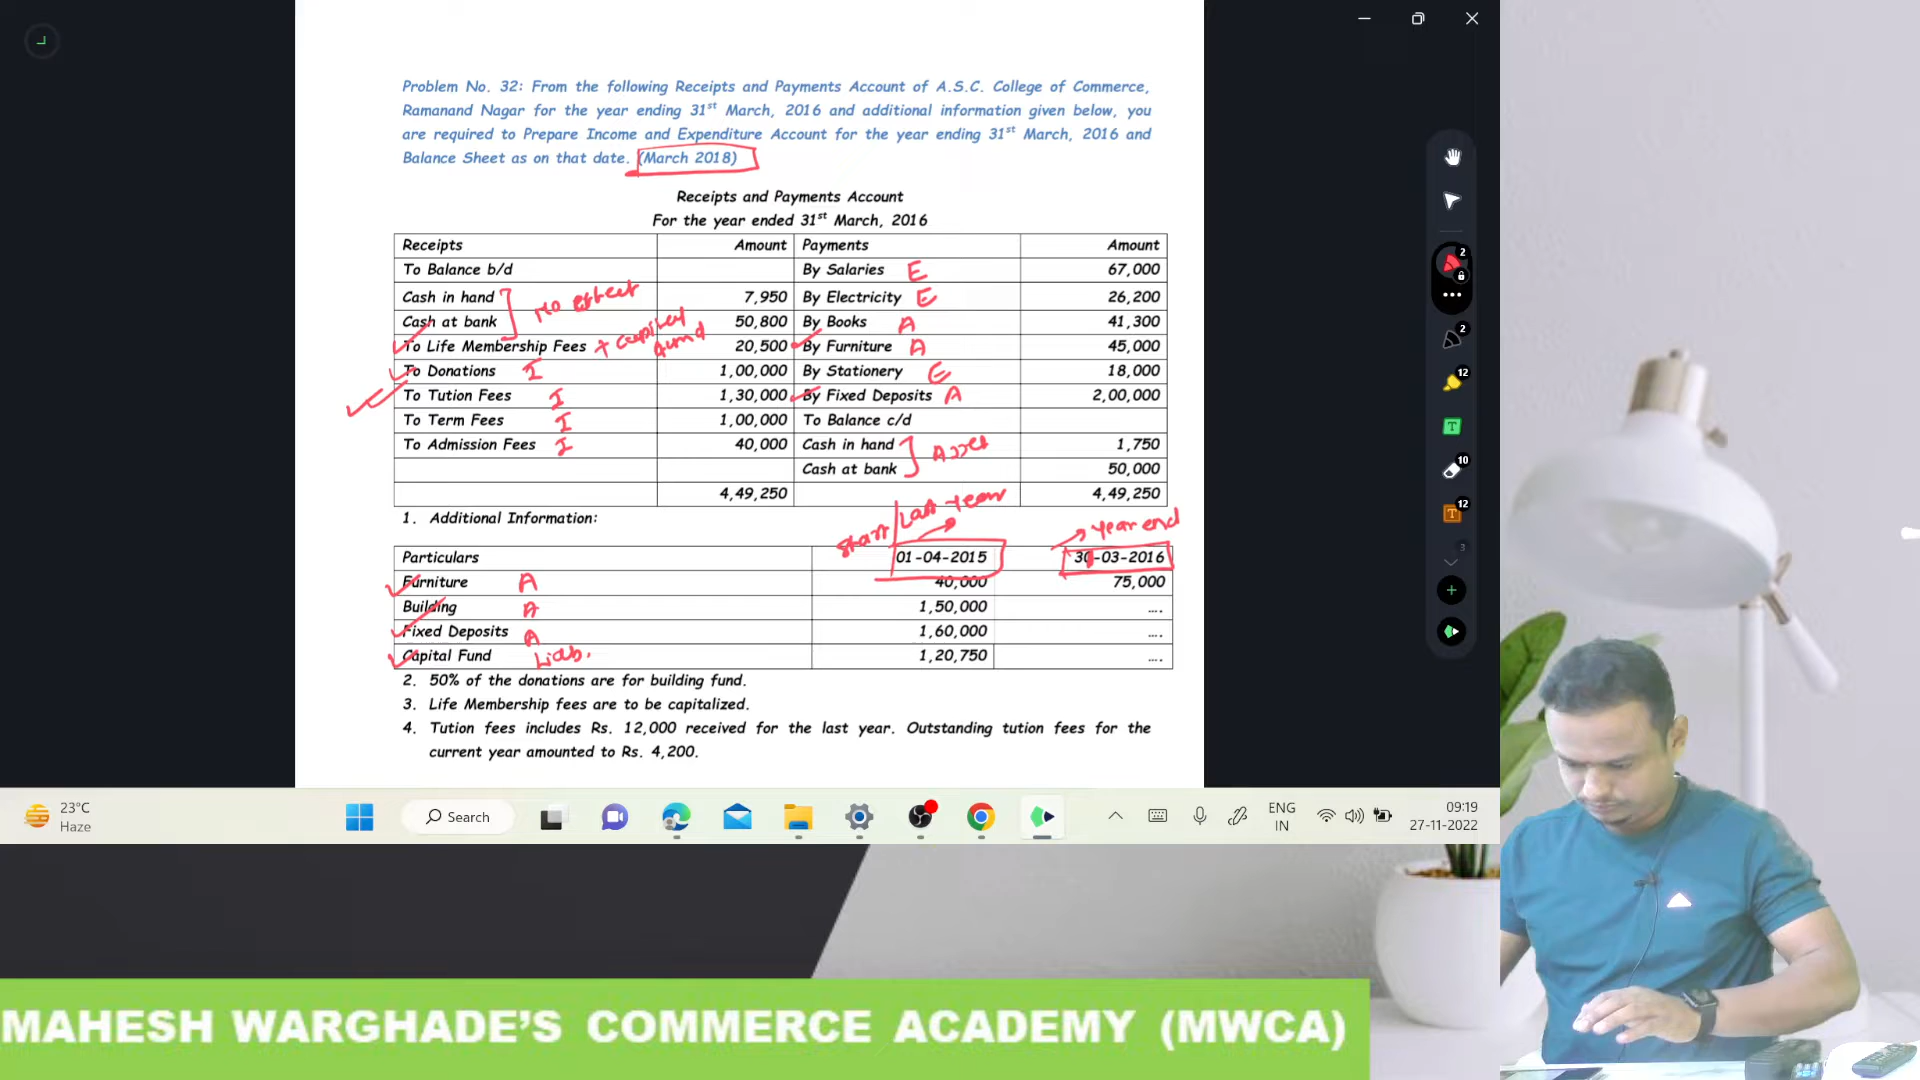 Problem No. 32: From the following Receipts and Payments Account of A.S.C. College of Commerce,
Ramanand Nagar for the year ending 31st March, 2016 and additional information given below, you
are required to Prepare Income and Expenditure Account for the year ending 31st March, 2016 and
Balance Sheet as on that date. (March 2018)
Receipts and Payments Account
For the year ended 31st March, 2016
Receipts Amount Payments Amount
To Balance b/d By Salaries E 67,000
Cash in hand No effect 7,950 By Electricity E 26,200
Cash at bank 50,800 By Books A 41,300
To Life Membership Fees + Capital Fund 20,500 By Furniture A 45,000
To Donations I 1,00,000 By Stationery E 18,000
To Tution Fees I 1,30,000 By Fixed Deposits A 2,00,000
To Term Fees I 1,00,000 To Balance c/d
To Admission Fees I 40,000 Cash in hand Asset 1,750
Cash at bank 50,000
4,49,250 4,49,250
1. Additional Information:
Start/Last year Year end
Particulars 01-04-2015 30-03-2016
Furniture A 40,000 75,000
Building A 1,50,000 ....
Fixed Deposits A 1,60,000 ....
Capital Fund Liab. 1,20,750 ....
2. 50% of the donations are for building fund.
3. Life Membership fees are to be capitalized.
4. Tution fees includes Rs. 12,000 received for the last year. Outstanding tution fees for the
current year amounted to Rs. 4,200.
2
2
12
T
10
T 12
3
23°C
Haze
Search
ENG
IN
09:19
27-11-2022
MAHESH WARGHADE'S COMMERCE ACADEMY (MWCA)